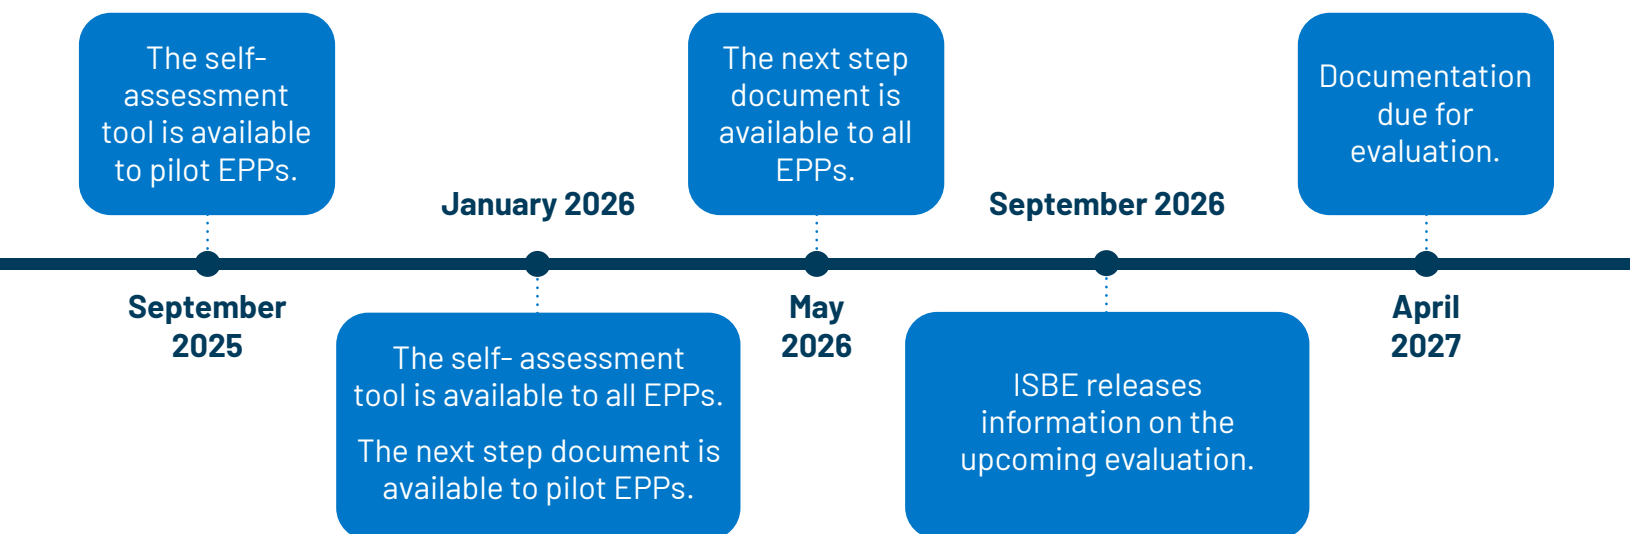 The self-
assessment
tool is available
to pilot EPPs.
September
2025
January 2026
The self- assessment
tool is available to all EPPs.
The next step document is
available to pilot EPPs.
The next step
document is
available to all
EPPs.
May
2026
September 2026
ISBE releases
information on the
upcoming evaluation.
Documentation
due for
evaluation.
April
2027